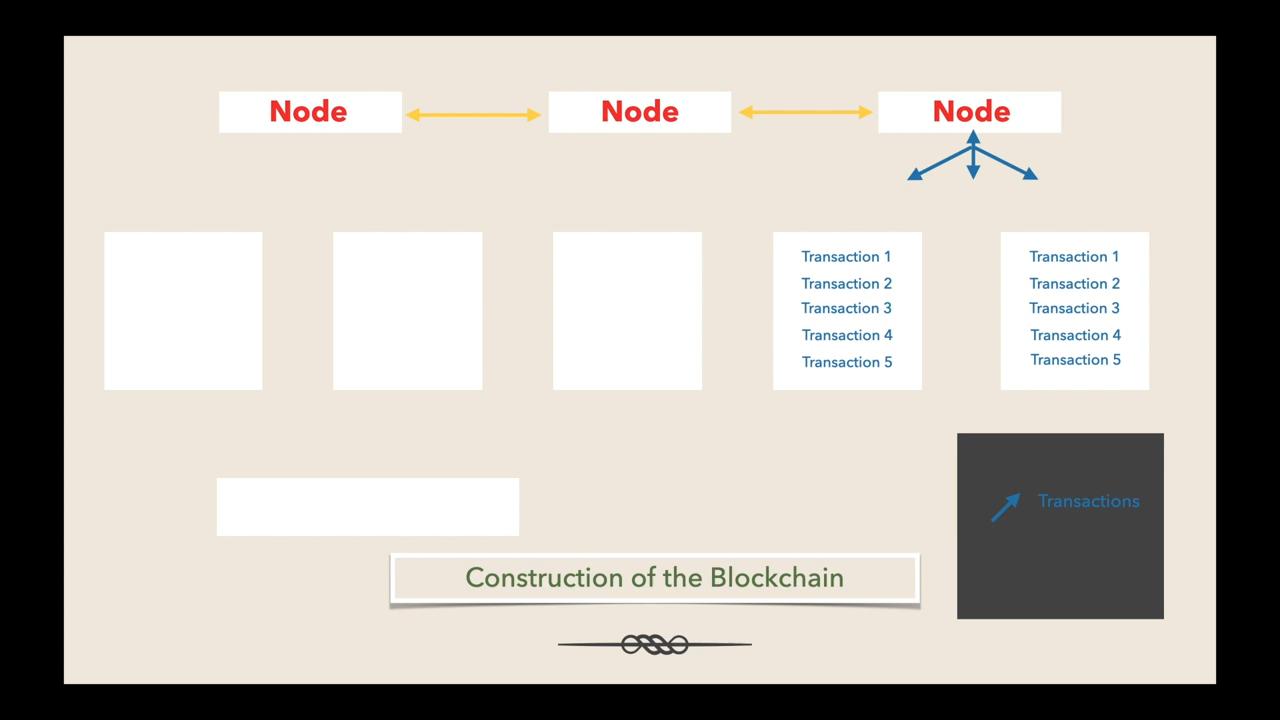 Node
Node
Node
Transaction 1
Transaction 2
Transaction 3
Transaction 4
Transaction 5
Transaction 1
Transaction 2
Transaction 3
Transaction 4
Transaction 5
Transactions
Construction of the Blockchain